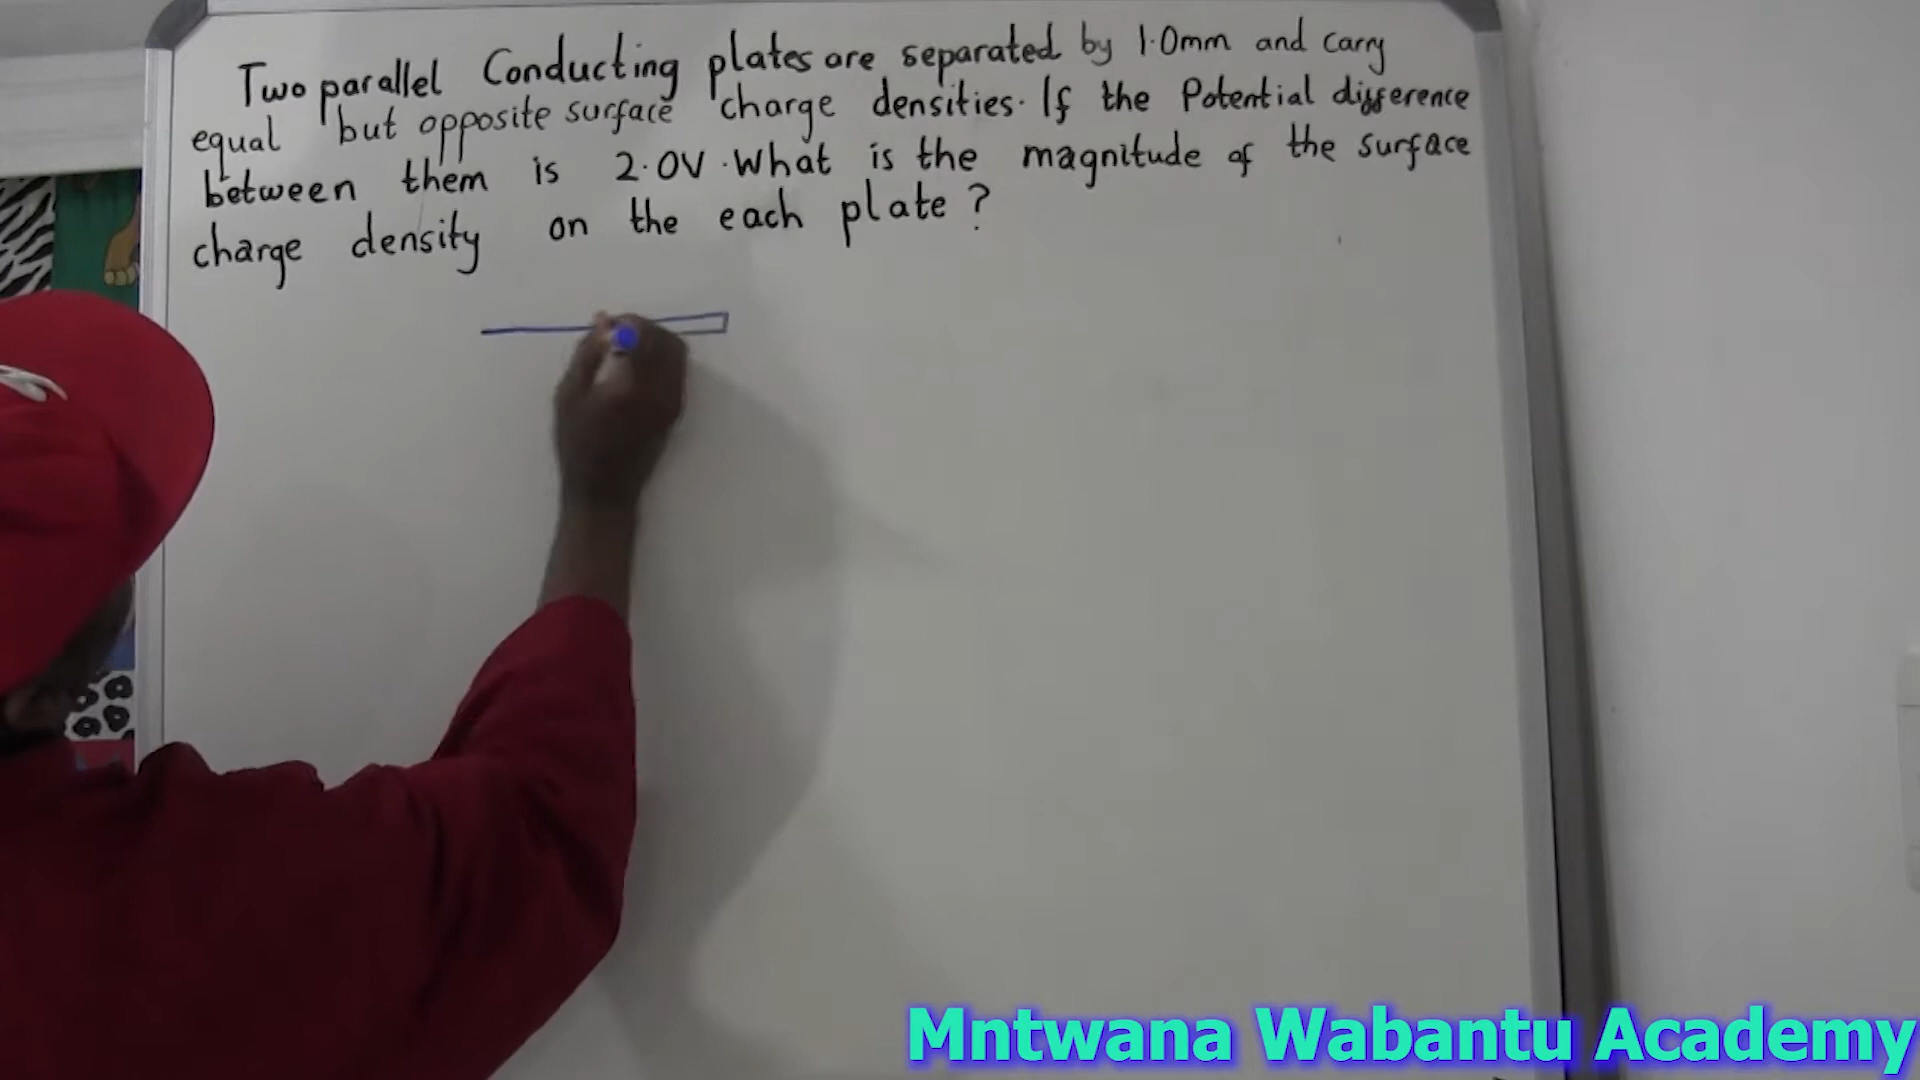 Two parallel Conducting plates are separated by 1.0mm and carry
equal but opposite surface charge densities. If the Potential difference
between them is 2.0V. What is the magnitude of the surface
charge density on the each plate?
Mntwana Wabantu Academy